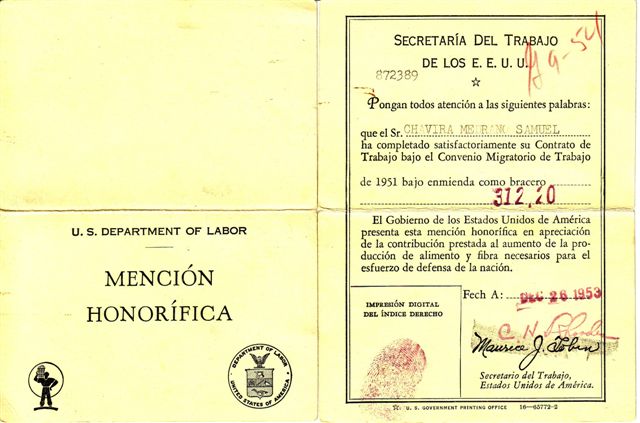 U. S. DEPARTMENT OF LABOR
MENCIÓN
HONORÍFICA
DEPARTMENT OF LABOR
UNITED STATES OF AMERICA
SECRETARÍA DEL TRABAJO
DE LOS E. E. U. U.
872389
Pongan todos atención a las siguientes palabras:
que el Sr. CHAVIRA MEDRANO SAMUEL
ha completado satisfactoriamente su Contrato de
Trabajo bajo el Convenio Migratorio de Trabajo
de 1951 bajo enmienda como bracero
312,20
El Gobierno de los Estados Unidos de América
presenta esta mención honorífica en apreciación
de la contribución prestada al aumento de la pro-
ducción de alimento y fibra necesarios para el
esfuerzo de defensa de la nación.
Fech A: DEC 26 1953
IMPRESIÓN DIGITAL
DEL ÍNDICE DERECHO
Maurice J. Tobin
Secretario del Trabajo,
Estados Unidos de América.
☆ U. S. GOVERNMENT PRINTING OFFICE 16—65772-2